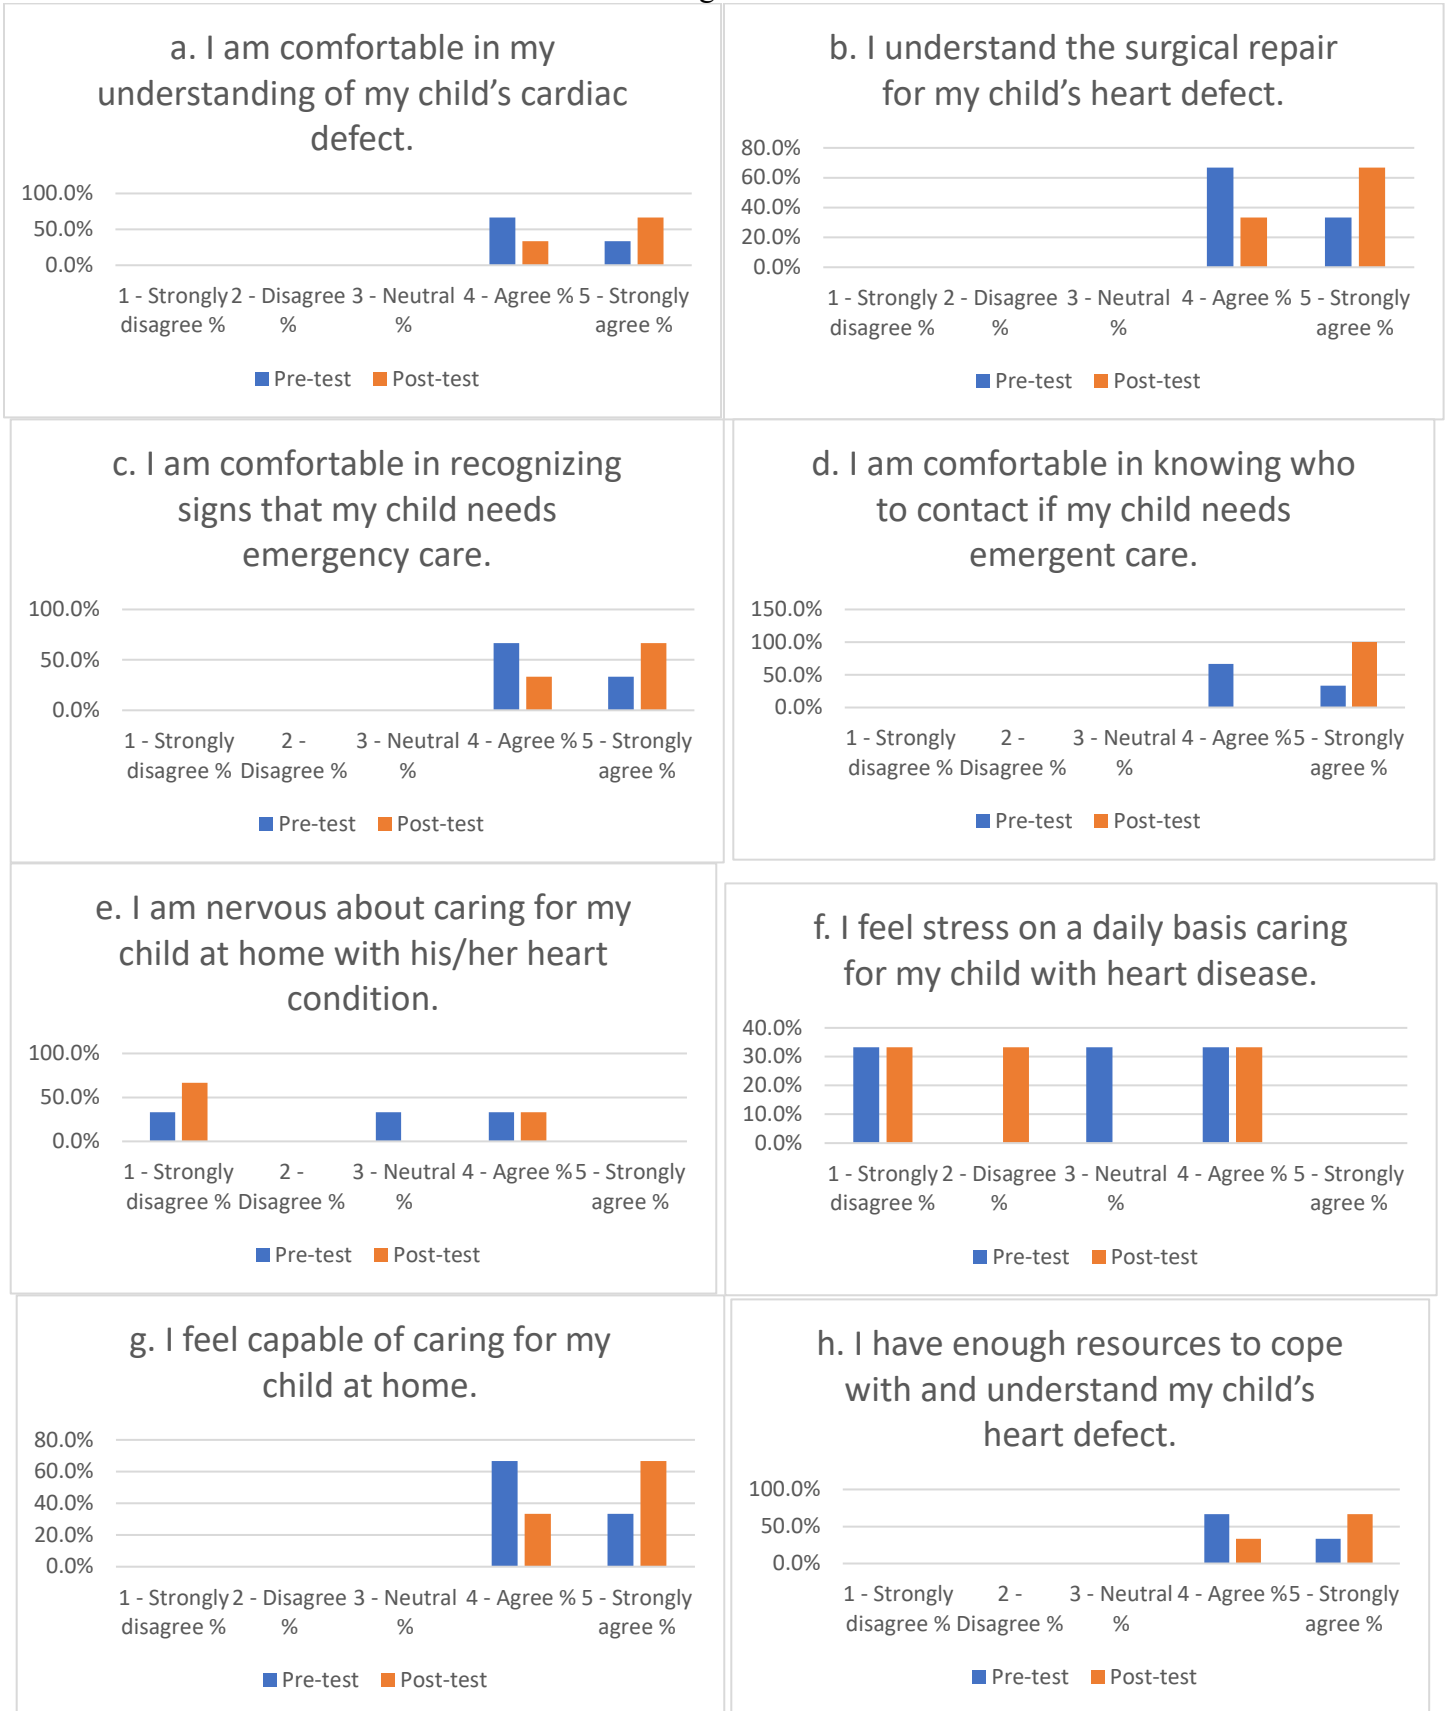 a. I am comfortable in my
understanding of my child’s cardiac
defect.
100.0%
50.0%
0.0%
1 - Strongly 2 - Disagree 3 - Neutral 4 - Agree % 5 - Strongly
disagree % % % agree %
Pre-test Post-test
b. I understand the surgical repair
for my child’s heart defect.
80.0%
60.0%
40.0%
20.0%
0.0%
1 - Strongly 2 - Disagree 3 - Neutral 4 - Agree % 5 - Strongly
disagree % % % agree %
Pre-test Post-test
c. I am comfortable in recognizing
signs that my child needs
emergency care.
100.0%
50.0%
0.0%
1 - Strongly 2 - 3 - Neutral 4 - Agree % 5 - Strongly
disagree % Disagree % % agree %
Pre-test Post-test
d. I am comfortable in knowing who
to contact if my child needs
emergent care.
150.0%
100.0%
50.0%
0.0%
1 - Strongly 2 - 3 - Neutral 4 - Agree % 5 - Strongly
disagree % Disagree % % agree %
Pre-test Post-test
e. I am nervous about caring for my
child at home with his/her heart
condition.
100.0%
50.0%
0.0%
1 - Strongly 2 - 3 - Neutral 4 - Agree % 5 - Strongly
disagree % Disagree % % agree %
Pre-test Post-test
f. I feel stress on a daily basis caring
for my child with heart disease.
40.0%
30.0%
20.0%
10.0%
0.0%
1 - Strongly 2 - Disagree 3 - Neutral 4 - Agree % 5 - Strongly
disagree % % % agree %
Pre-test Post-test
g. I feel capable of caring for my
child at home.
80.0%
60.0%
40.0%
20.0%
0.0%
1 - Strongly 2 - Disagree 3 - Neutral 4 - Agree % 5 - Strongly
disagree % % % agree %
Pre-test Post-test
h. I have enough resources to cope
with and understand my child’s
heart defect.
100.0%
50.0%
0.0%
1 - Strongly 2 - 3 - Neutral 4 - Agree % 5 - Strongly
disagree % Disagree % % agree %
Pre-test Post-test